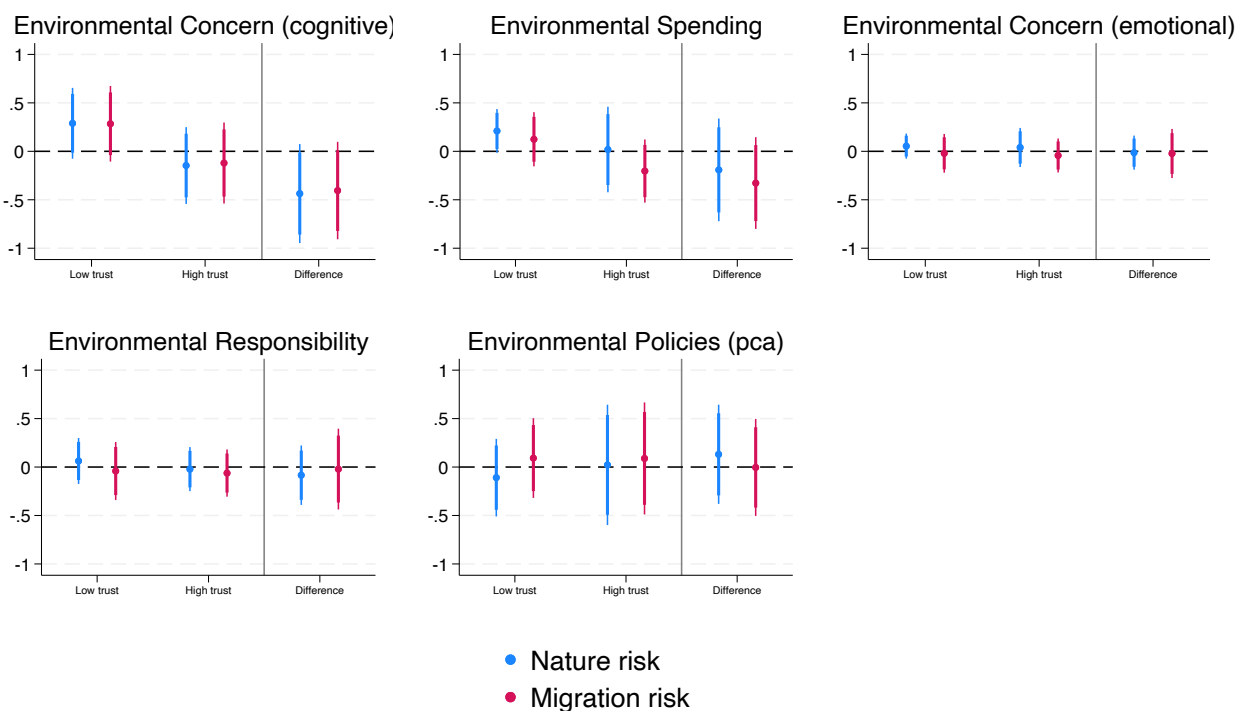 Environmental Concern (cognitive)
1
.5
0
-.5
-1
Low trust
High trust
Difference
Environmental Spending
1
.5
0
-.5
-1
Low trust
High trust
Difference
Environmental Concern (emotional)
1
.5
0
-.5
-1
Low trust
High trust
Difference
Environmental Responsibility
1
.5
0
-.5
-1
Low trust
High trust
Difference
Environmental Policies (pca)
1
.5
0
-.5
-1
Low trust
High trust
Difference
Nature risk
Migration risk